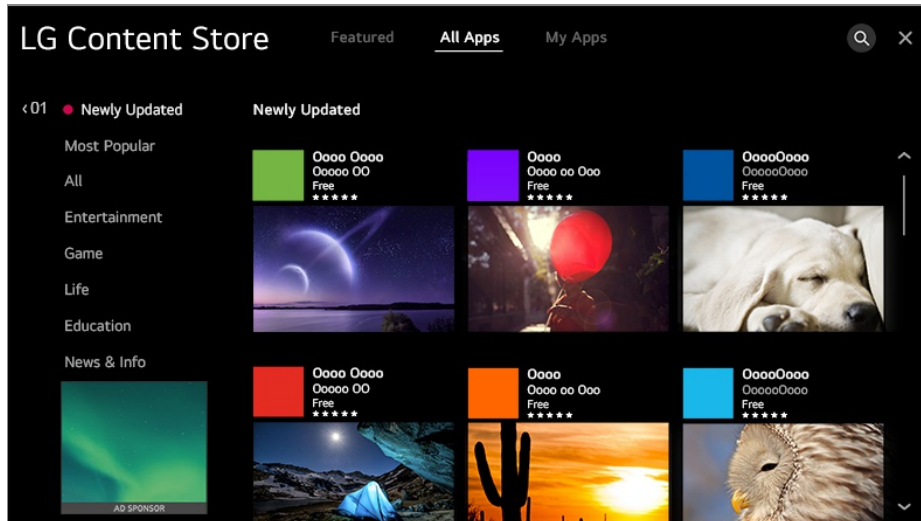 LG Content Store
Featured
All Apps
My Apps
‹01
Newly Updated
Most Popular
All
Entertainment
Game
Life
Education
News & Info
AD SPONSOR
Newly Updated
Oooo Oooo
Ooooo OO
Free
★★★★★
Oooo
Oooo oo Ooo
Free
★★★★★
OoooOooo
OooooOooo
Free
★★★★★
Oooo Oooo
Ooooo OO
Free
★★★★★
Oooo
Oooo oo Ooo
Free
★★★★★
OoooOooo
OooooOooo
Free
★★★★★